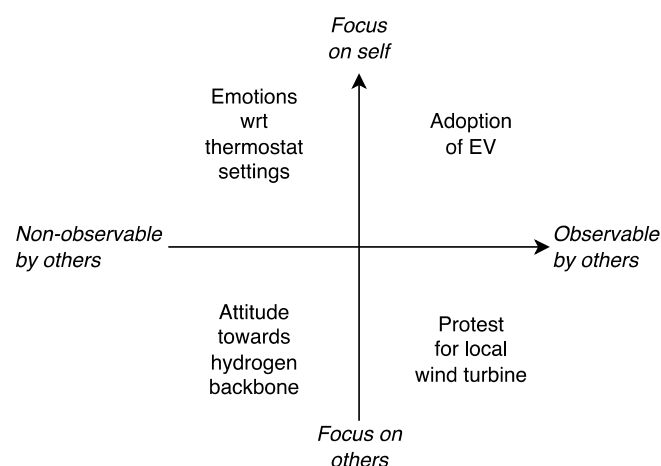 Focus
on self
Emotions
wrt
thermostat
settings
Adoption
of EV
Non-observable
by others
Observable
by others
Attitude
towards
hydrogen
backbone
Protest
for local
wind turbine
Focus on
others